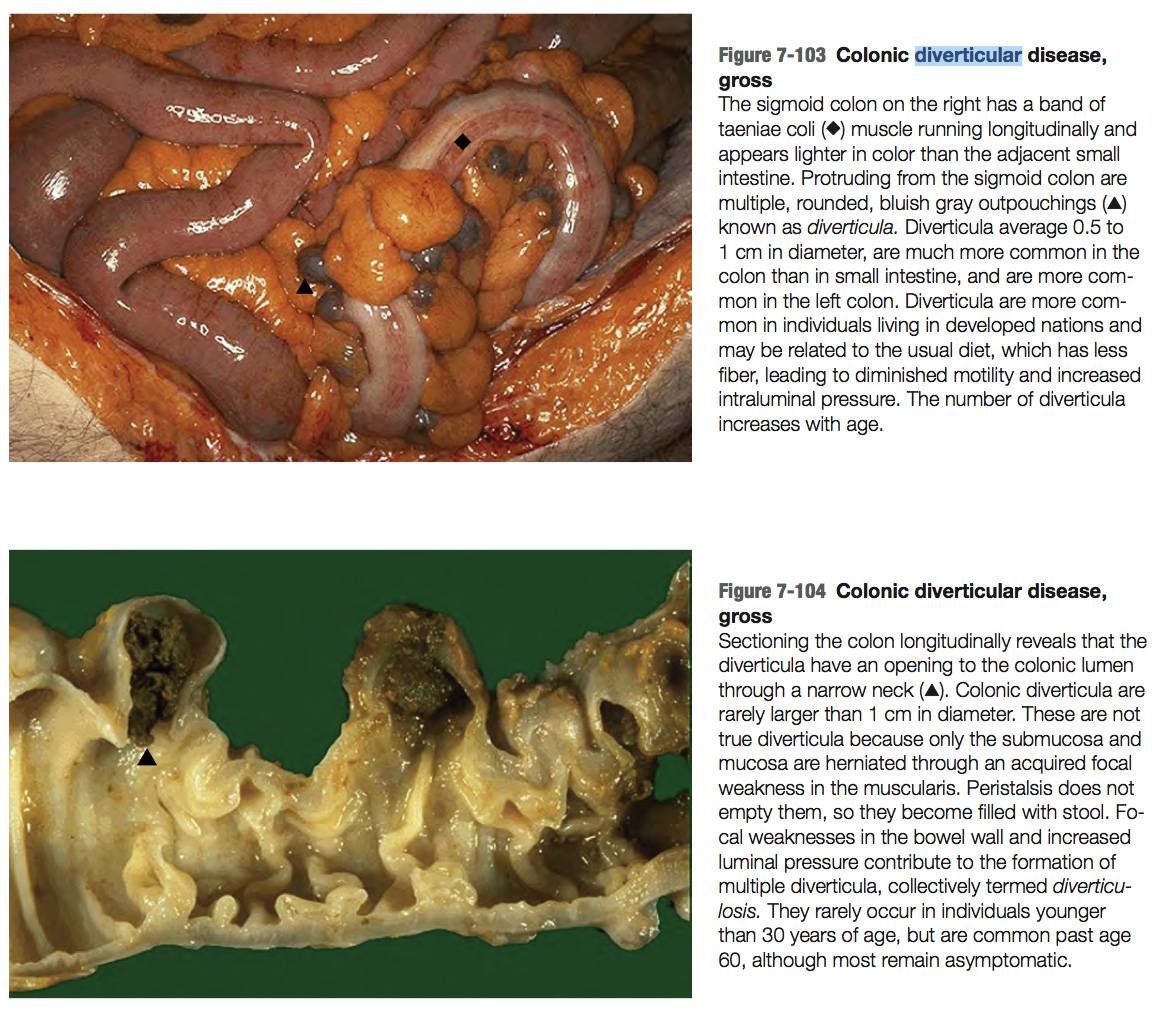 Figure 7-103 Colonic diverticular disease,
gross
The sigmoid colon on the right has a band of
taeniae coli (◆) muscle running longitudinally and
appears lighter in color than the adjacent small
intestine. Protruding from the sigmoid colon are
multiple, rounded, bluish gray outpouchings (▲)
known as diverticula. Diverticula average 0.5 to
1 cm in diameter, are much more common in the
colon than in small intestine, and are more com-
mon in the left colon. Diverticula are more com-
mon in individuals living in developed nations and
may be related to the usual diet, which has less
fiber, leading to diminished motility and increased
intraluminal pressure. The number of diverticula
increases with age.
Figure 7-104 Colonic diverticular disease,
gross
Sectioning the colon longitudinally reveals that the
diverticula have an opening to the colonic lumen
through a narrow neck (▲). Colonic diverticula are
rarely larger than 1 cm in diameter. These are not
true diverticula because only the submucosa and
mucosa are herniated through an acquired focal
weakness in the muscularis. Peristalsis does not
empty them, so they become filled with stool. Fo-
cal weaknesses in the bowel wall and increased
luminal pressure contribute to the formation of
multiple diverticula, collectively termed diverticu-
losis. They rarely occur in individuals younger
than 30 years of age, but are common past age
60, although most remain asymptomatic.